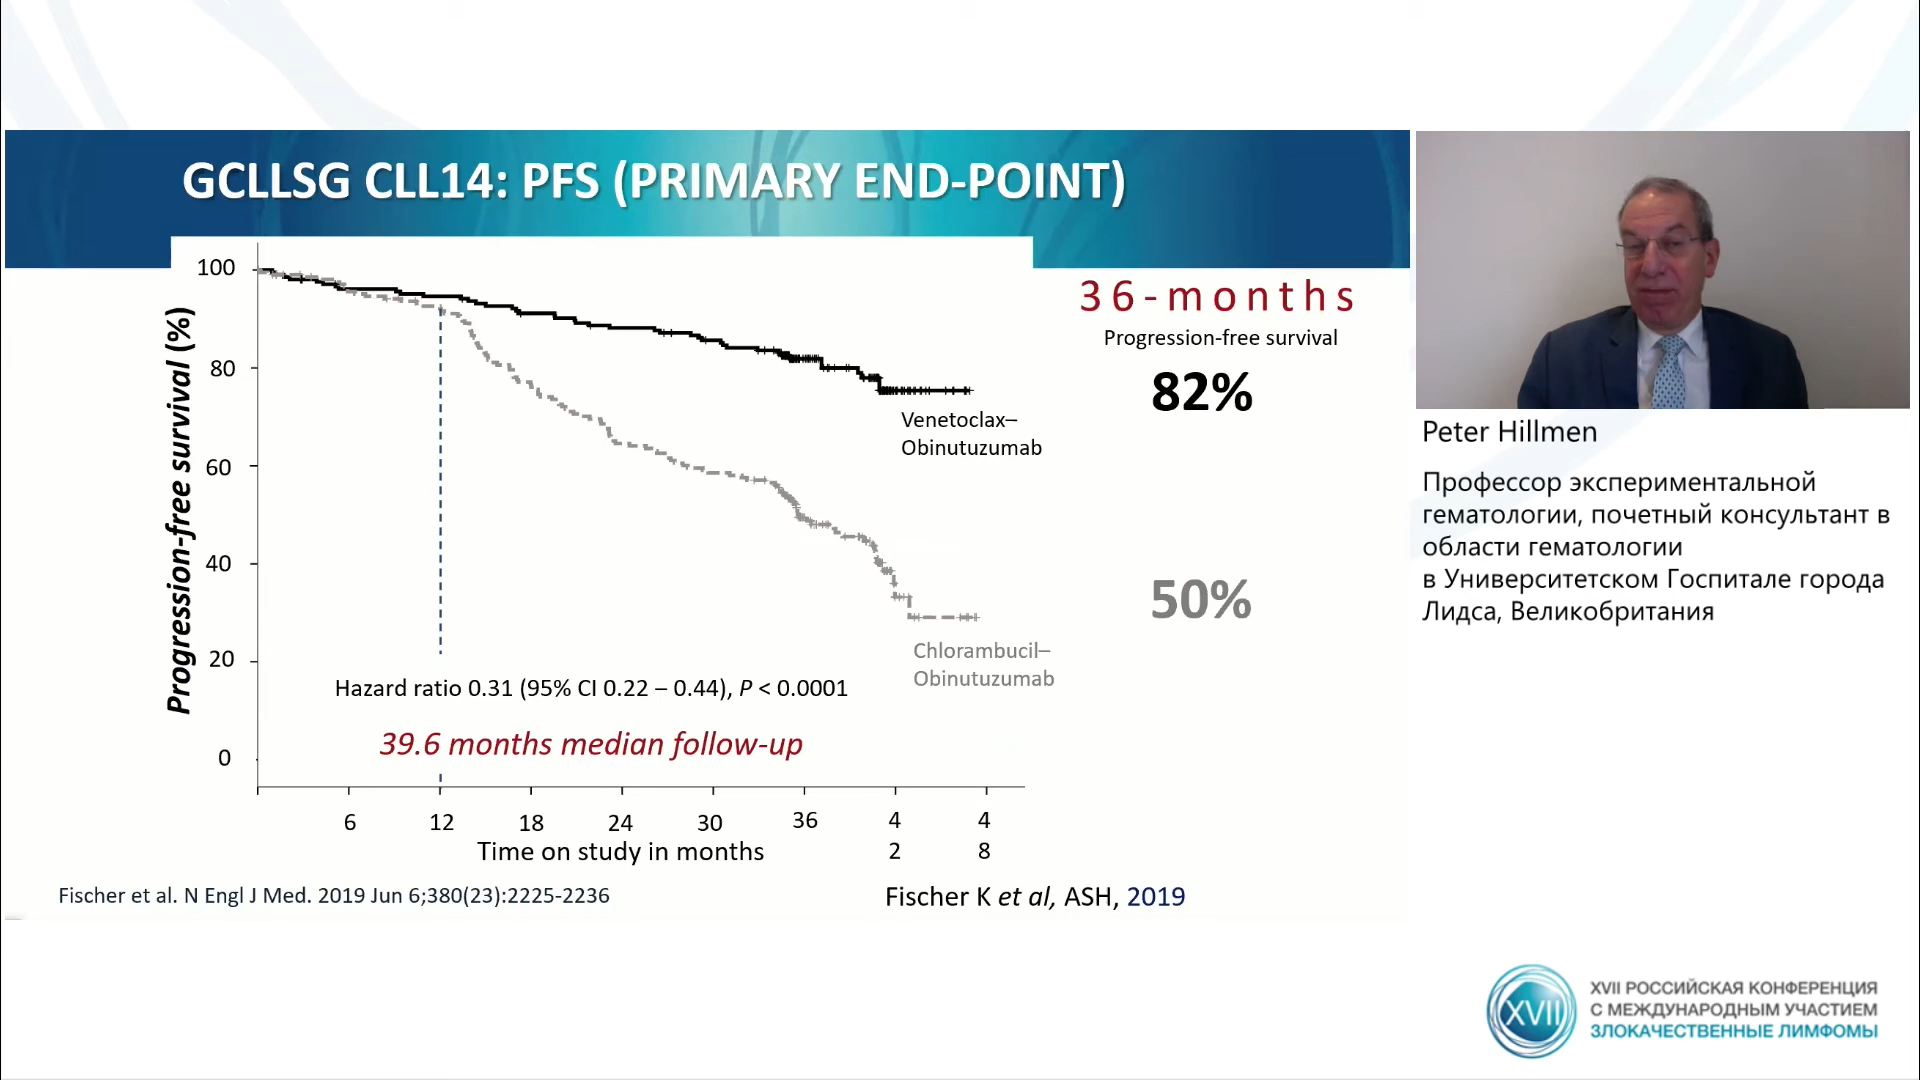 GCLLSG CLL14: PFS (PRIMARY END-POINT)
100
80
60
40
20
0
Progression-free survival (%)
36-months
Progression-free survival
82%
Venetoclax–
Obinutuzumab
50%
Chlorambucil–
Obinutuzumab
Hazard ratio 0.31 (95% CI 0.22 – 0.44), P < 0.0001
39.6 months median follow-up
6 12 18 24 30 36 4 4
2 8
Time on study in months
Fischer et al. N Engl J Med. 2019 Jun 6;380(23):2225-2236
Fischer K et al, ASH, 2019
Peter Hillmen
Профессор экспериментальной
гематологии, почетный консультант в
области гематологии
в Университетском Госпитале города
Лидса, Великобритания
XVII
XVII РОССИЙСКАЯ КОНФЕРЕНЦИЯ
С МЕЖДУНАРОДНЫМ УЧАСТИЕМ
ЗЛОКАЧЕСТВЕННЫЕ ЛИМФОМЫ